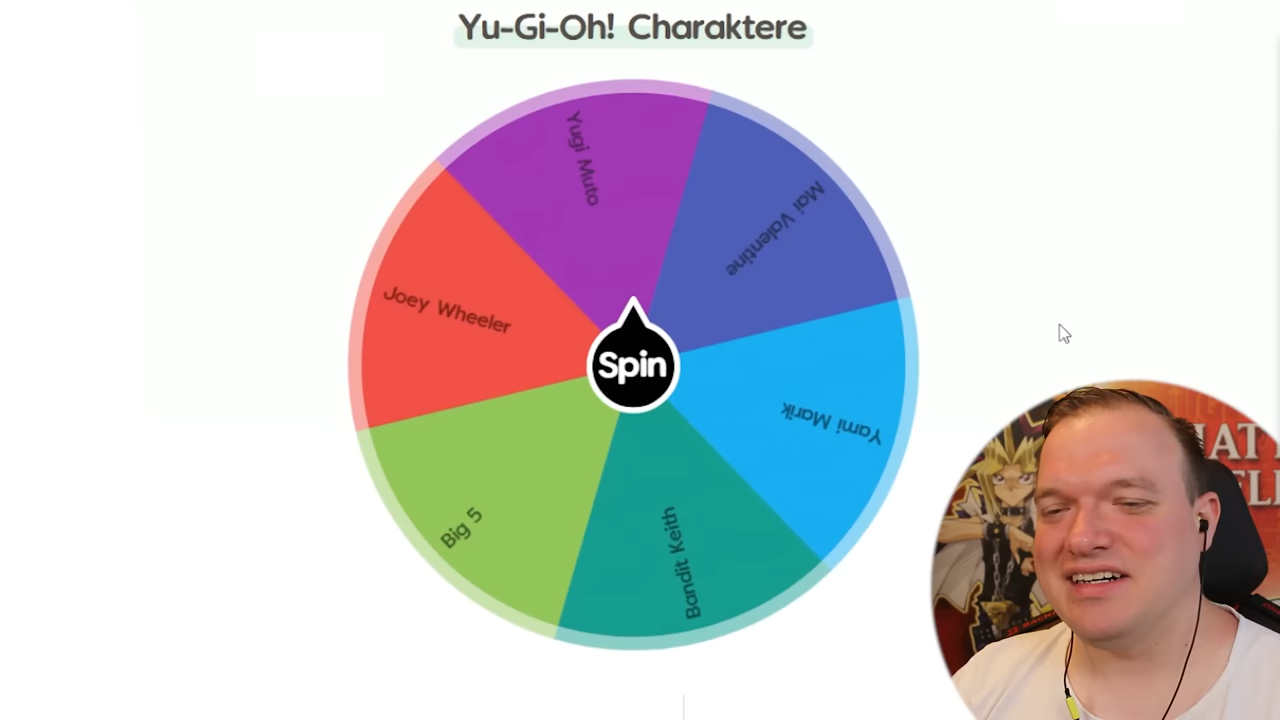 Yu-Gi-Oh! Charaktere
Yugi Muto
Mai Valentine
Joey Wheeler
Spin
Yami Marik
Big 5
Bandit Keith